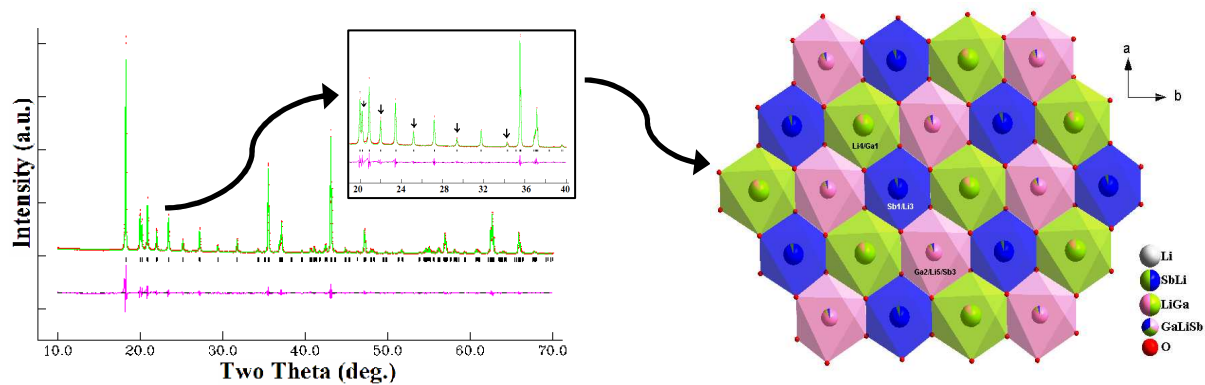 Intensity (a.u.)
10.0 20.0 30.0 40.0 50.0 60.0 70.0
Two Theta (deg.)
20 24 28 32 36 40
Li4/Ga1
Sb1/Li3
Ga2/Li5/Sb3
a
b
Li
SbLi
LiGa
GaLiSb
O